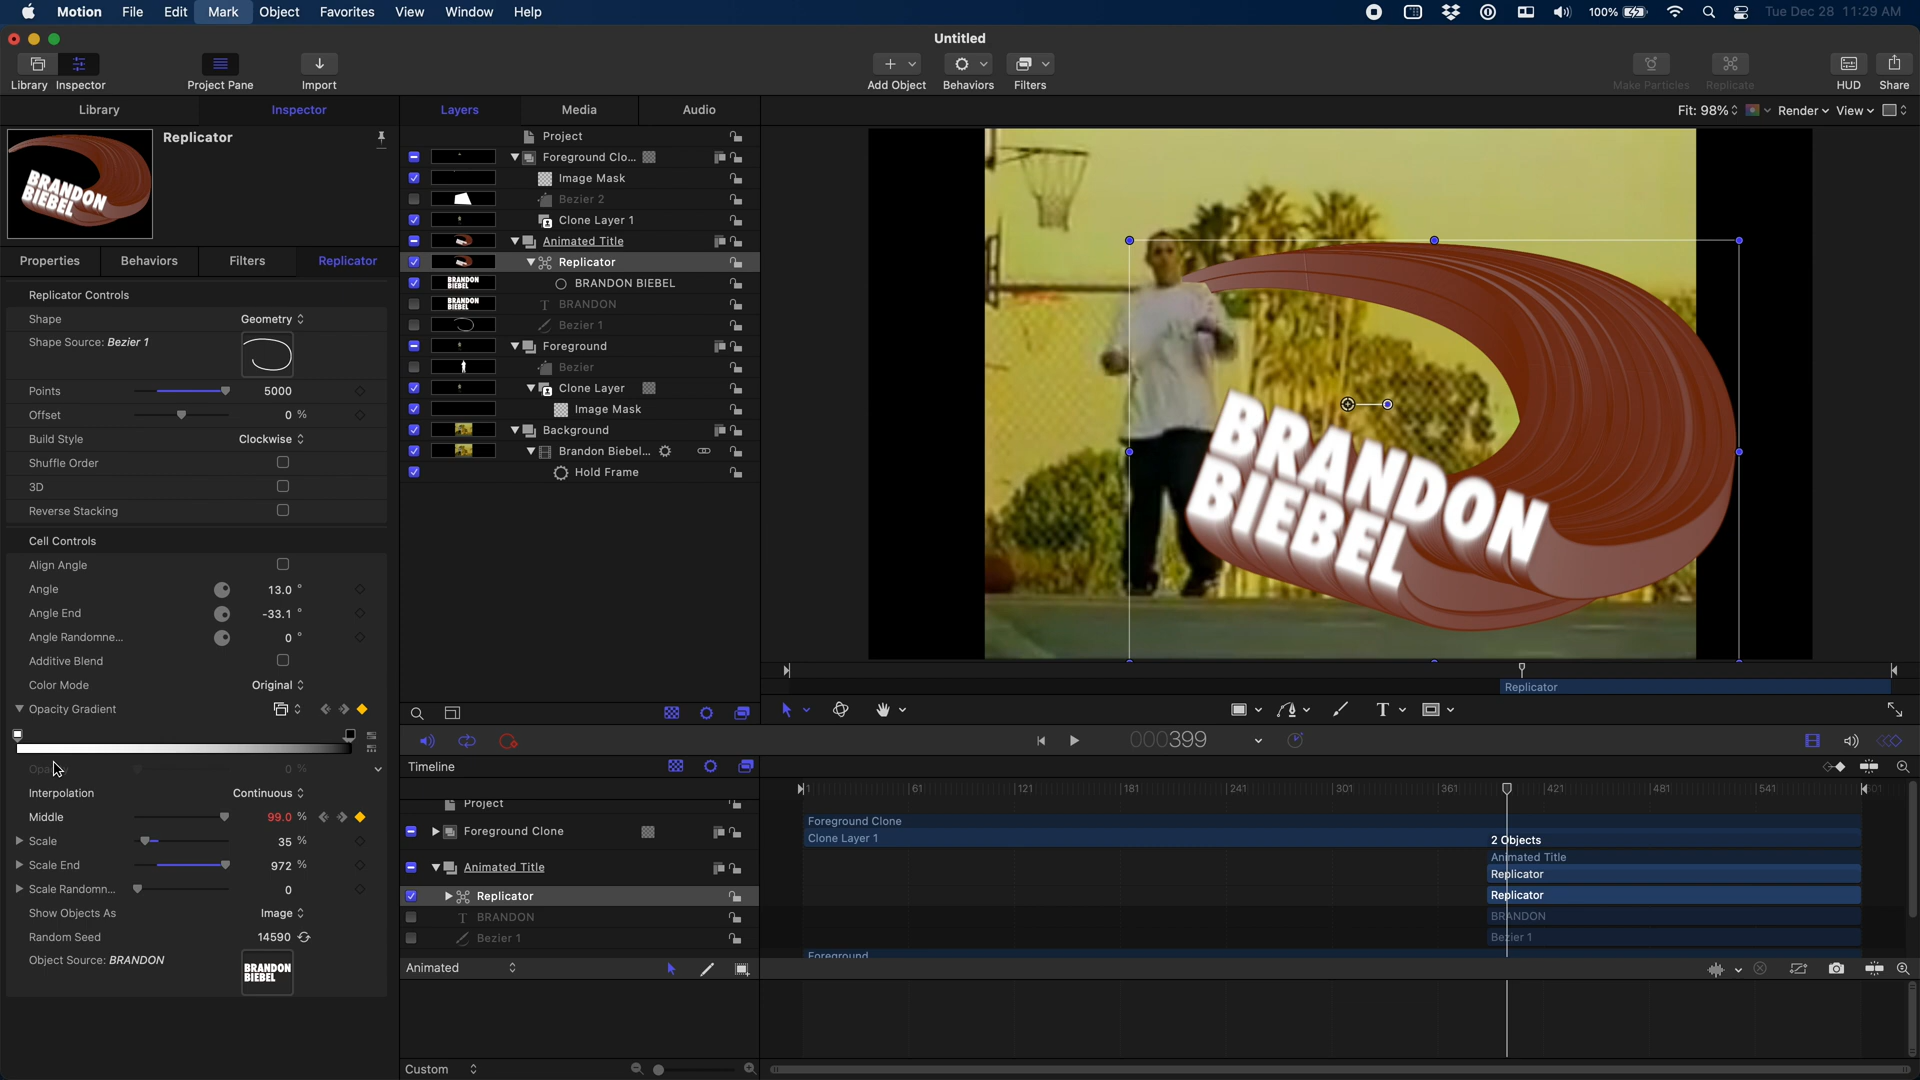 Motion File Edit Mark Object Favorites View Window Help
100% Tue Dec 28 11:29 AM
Untitled
Library Inspector Project Pane Import Add Object Behaviors Filters Make Particles Replicate HUD Share
Library Inspector Layers Media Audio
Fit: 98% Render View
Replicator
BRANDON
BIEBEL
Properties Behaviors Filters Replicator
Replicator Controls
Shape Geometry
Shape Source: Bezier 1
Points 5000
Offset 0 %
Build Style Clockwise
Shuffle Order
3D
Reverse Stacking
Cell Controls
Align Angle
Angle 13.0 °
Angle End -33.1 °
Angle Randomne... 0 °
Additive Blend
Color Mode Original
Opacity Gradient
0 %
Interpolation Continuous
Middle 99.0 %
Scale 35 %
Scale End 972 %
Scale Randomn... 0
Show Objects As Image
Random Seed 14590
Object Source: BRANDON
BRANDON
BIEBEL
Project
Foreground Clo...
Image Mask
Bezier 2
Clone Layer 1
Animated Title
Replicator
BRANDON BIEBEL
BRANDON
Bezier 1
Foreground
Bezier
Clone Layer
Image Mask
Background
Brandon Biebel...
Hold Frame
BRANDON
BIEBEL
BRANDON
BIEBEL
BRANDON
BIEBEL
Replicator
T
000399
Timeline
1 61 121 181 241 301 361 421 481 541 601
Project
Foreground Clone
Animated Title
Replicator
T BRANDON
Bezier 1
Foreground Clone
Clone Layer 1
2 Objects
Animated Title
Replicator
Replicator
BRANDON
Bezier 1
Foreground
Animated
Custom